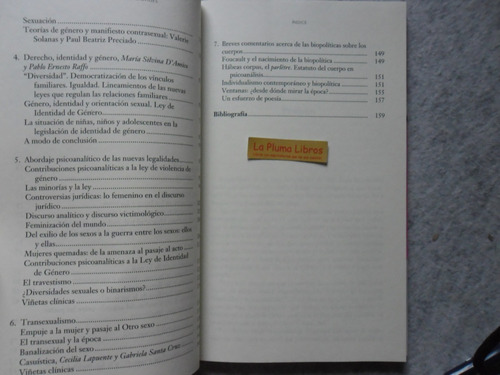 Sexuación
Teorías de género y manifiesto contrasexual: Valerie
Solanas y Paul Beatriz Preciado
4. Derecho, identidad y género, María Silvina D'Amico
y Pablo Ernesto Raffo
"Diversidad". Democratización de los vínculos
familiares. Igualdad. Lineamientos de las nuevas
leyes que regulan las relaciones familiares
Género, identidad y orientación sexual. Ley de
Identidad de Género
La situación de niñas, niños y adolescentes en la
legislación de identidad de género
A modo de conclusión
5. Abordaje psicoanalítico de las nuevas legalidades
Contribuciones psicoanalíticas a la ley de violencia de
género
Las minorías y la ley
Controversias jurídicas: lo femenino en el discurso
jurídico
Discurso analítico y discurso victimológico
Feminización del mundo
Del exilio de los sexos a la guerra entre los sexos: ellos
y ellas
Mujeres quemadas: de la amenaza al pasaje al acto
Contribuciones psicoanalíticas a la Ley de Identidad
de Género
El travestismo
¿Diversidades sexuales o binarismos?
Viñetas clínicas
6. Transexualismo
Empuje a la mujer y pasaje al Otro sexo
El transexual y la época
Banalización del sexo
Casuística, Cecilia Lapuente y Gabriela Santa Cruz
Viñetas clínicas
ÍNDICE
7. Breves comentarios acerca de las biopolíticas sobre los
cuerpos 149
Foucault y el nacimiento de la biopolítica 149
Hábeas corpus, el parlêtre. Estatuto del cuerpo en
psicoanálisis 151
Individualismo contemporáneo y biopolítica 151
Ventanas: ¿desde dónde mirar la época? 155
Un esfuerzo de poesía 157
Bibliografía 159
La Pluma Libros